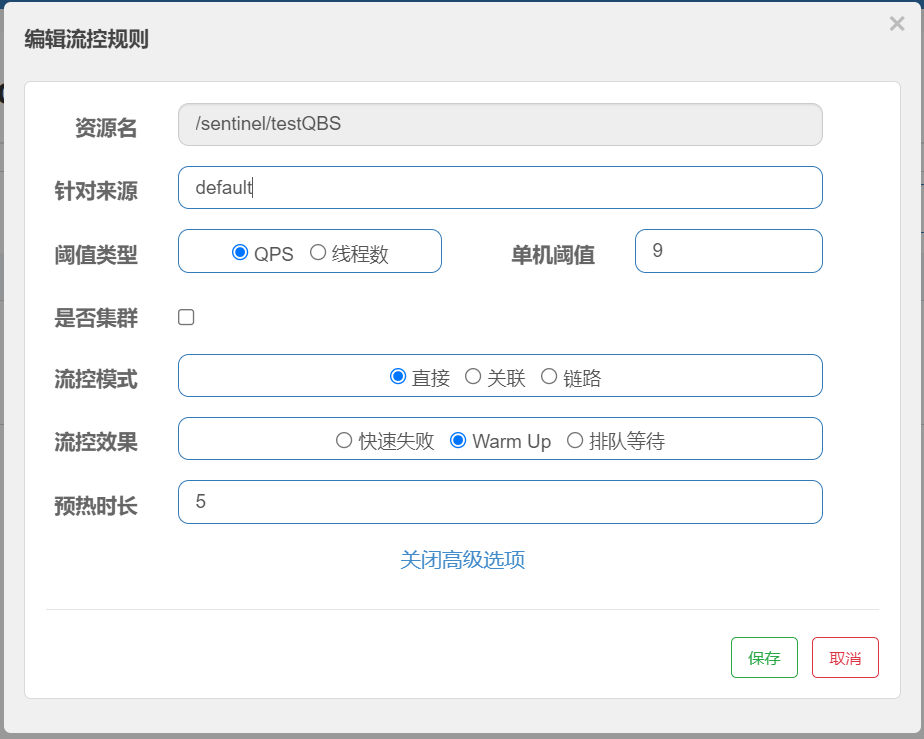 编辑流控规则 ×
资源名 /sentinel/testQBS
针对来源 default
阈值类型 QPS 线程数 单机阈值 9
是否集群
流控模式 直接 关联 链路
流控效果 快速失败 Warm Up 排队等待
预热时长 5
关闭高级选项
保存 取消